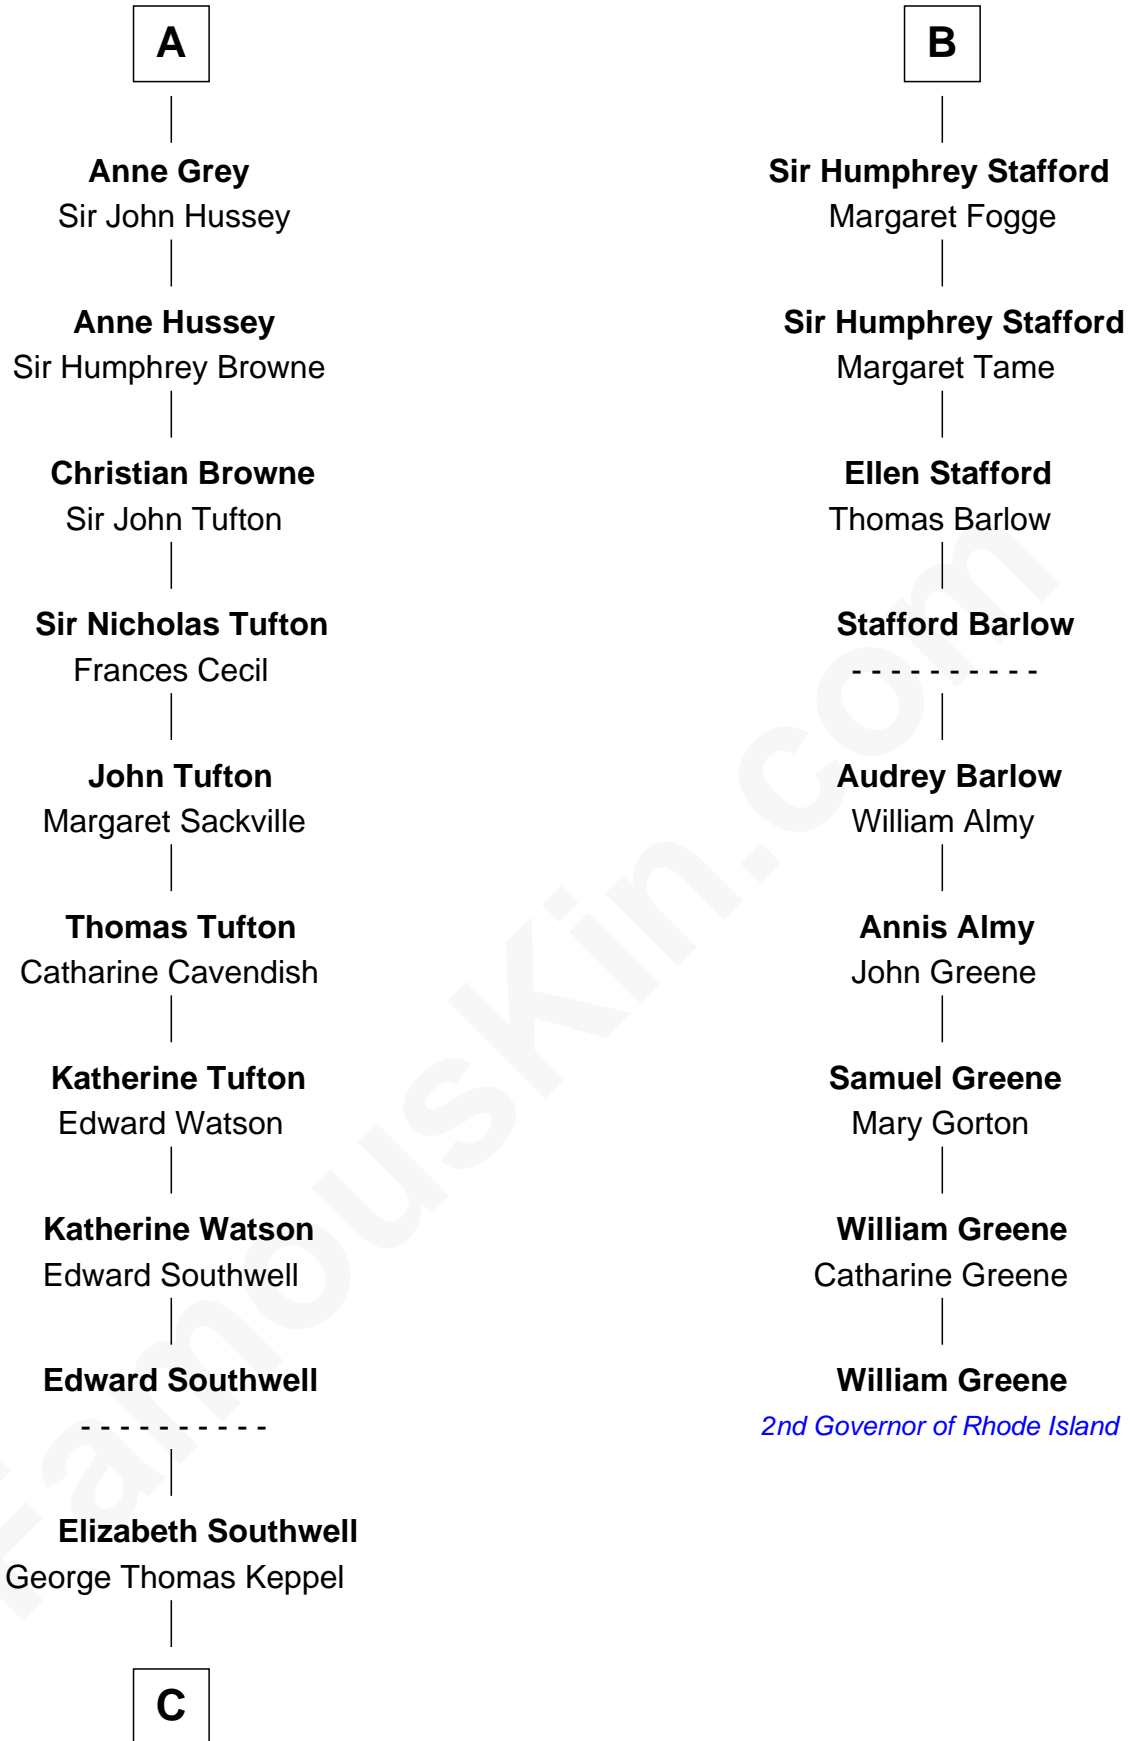 A
Anne Grey
Sir John Hussey
Anne Hussey
Sir Humphrey Browne
Christian Browne
Sir John Tufton
Sir Nicholas Tufton
Frances Cecil
John Tufton
Margaret Sackville
Thomas Tufton
Catharine Cavendish
Katherine Tufton
Edward Watson
Katherine Watson
Edward Southwell
Edward Southwell
- - - - - - - - - -
Elizabeth Southwell
George Thomas Keppel
C
B
Sir Humphrey Stafford
Margaret Fogge
Sir Humphrey Stafford
Margaret Tame
Ellen Stafford
Thomas Barlow
Stafford Barlow
- - - - - - - - - -
Audrey Barlow
William Almy
Annis Almy
John Greene
Samuel Greene
Mary Gorton
William Greene
Catharine Greene
William Greene
2nd Governor of Rhode Island
FamousKin.com